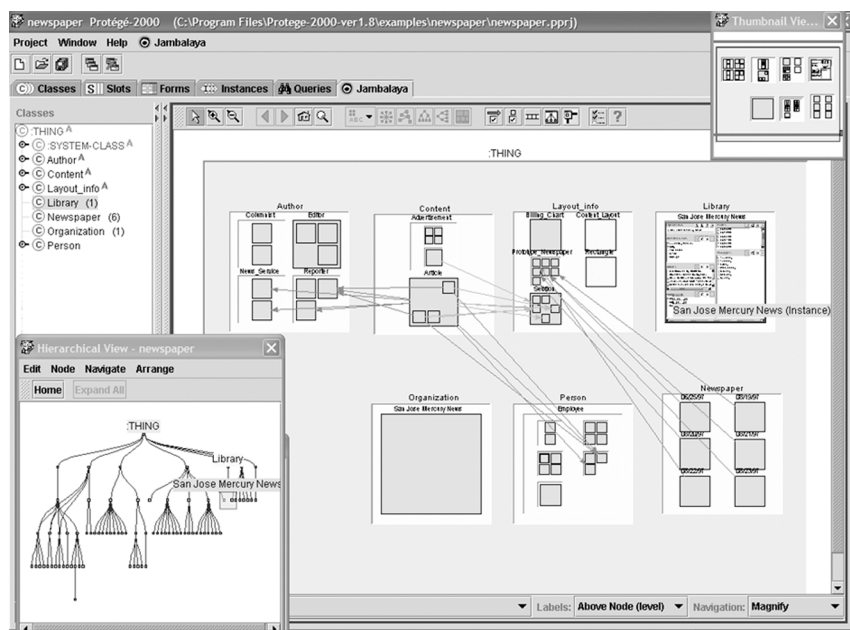 newspaper Protégé-2000 (C:\Program Files\Protege-2000-ver1.8\examples\newspaper\newspaper.pprj)
Thumbnail Vie...
Project Window Help Jambalaya
Classes Slots Forms Instances Queries Jambalaya
Classes
:THING A
:SYSTEM-CLASS A
Author A
Content A
Layout_info A
Library (1)
Newspaper (6)
Organization (1)
Person
:THING
Author
Columnist Editor
News_Service Reporter
Content
Advertisement
Article
Layout_info
Billing_Chart Content_Layout
Prototype_Newspaper Rectangle
Section
Library
San Jose Mercury News
San Jose Mercury News (Instance)
Organization
San Jose Mercury News
Person
Employee
Newspaper
Hierarchical View - newspaper
Edit Node Navigate Arrange
Home Expand All
:THING
Library
San Jose Mercury News
Labels: Above Node (level) Navigation: Magnify